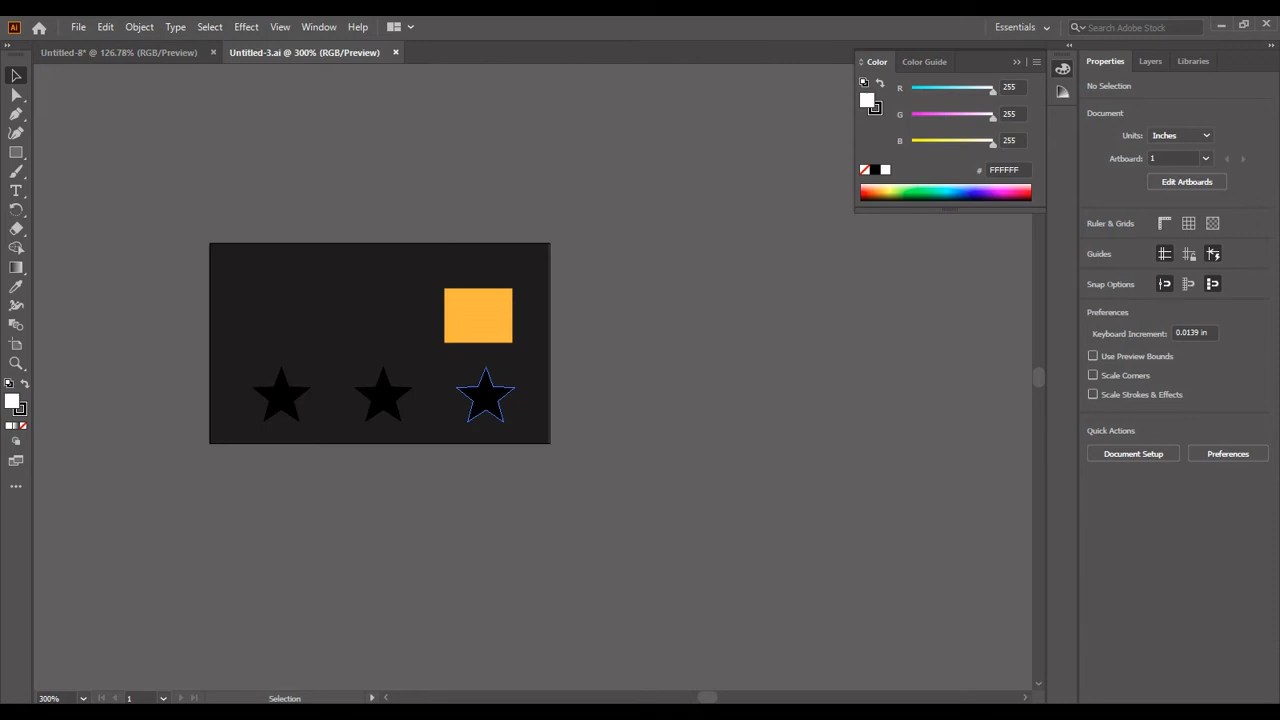 Ai File Edit Object Type Select Effect View Window Help Essentials Search Adobe Stock
Untitled-8* @ 126.78% (RGB/Preview) × Untitled-3.ai @ 300% (RGB/Preview) ×
Color Color Guide
R 255
G 255
B 255
# FFFFFF
Properties Layers Libraries
No Selection
Document
Units: Inches
Artboard: 1
Edit Artboards
Ruler & Grids
Guides
Snap Options
Preferences
Keyboard Increment: 0.0139 in
Use Preview Bounds
Scale Corners
Scale Strokes & Effects
Quick Actions
Document Setup Preferences
300% 1 Selection